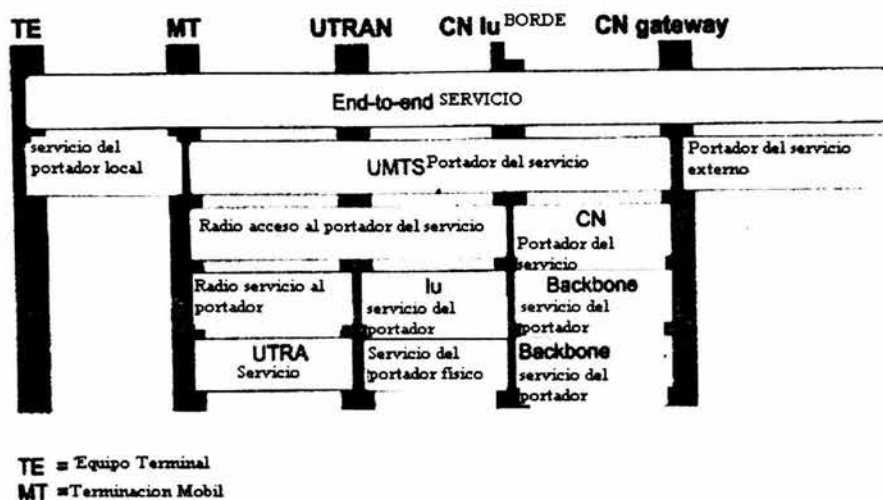 TE MT UTRAN CN Iu BORDE CN gateway
End-to-end SERVICIO
servicio del
portador local
UMTS Portador del servicio
Portador del servicio
externo
Radio acceso al portador del servicio
CN
Portador del
servicio
Radio servicio al
portador
Iu
servicio del
portador
Backbone
servicio del
portador
UTRA
Servicio
Servicio del
portador físico
Backbone
servicio del
portador
TE = Equipo Terminal
MT =Terminacion Mobil